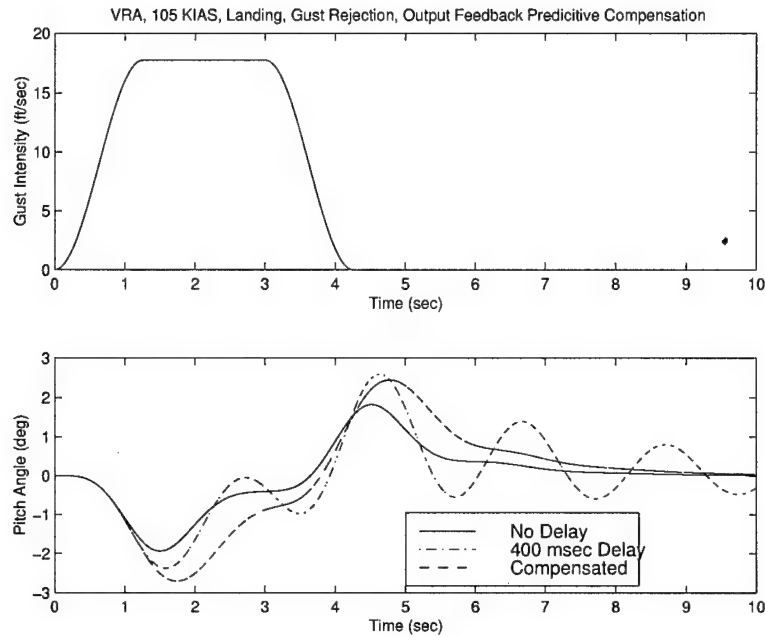 VRA, 105 KIAS, Landing, Gust Rejection, Output Feedback Predicitive Compensation
20
15
10
5
0
Gust Intensity (ft/sec)
0 1 2 3 4 5 6 7 8 9 10
Time (sec)
3
2
1
0
-1
-2
-3
Pitch Angle (deg)
No Delay
400 msec Delay
Compensated
0 1 2 3 4 5 6 7 8 9 10
Time (sec)